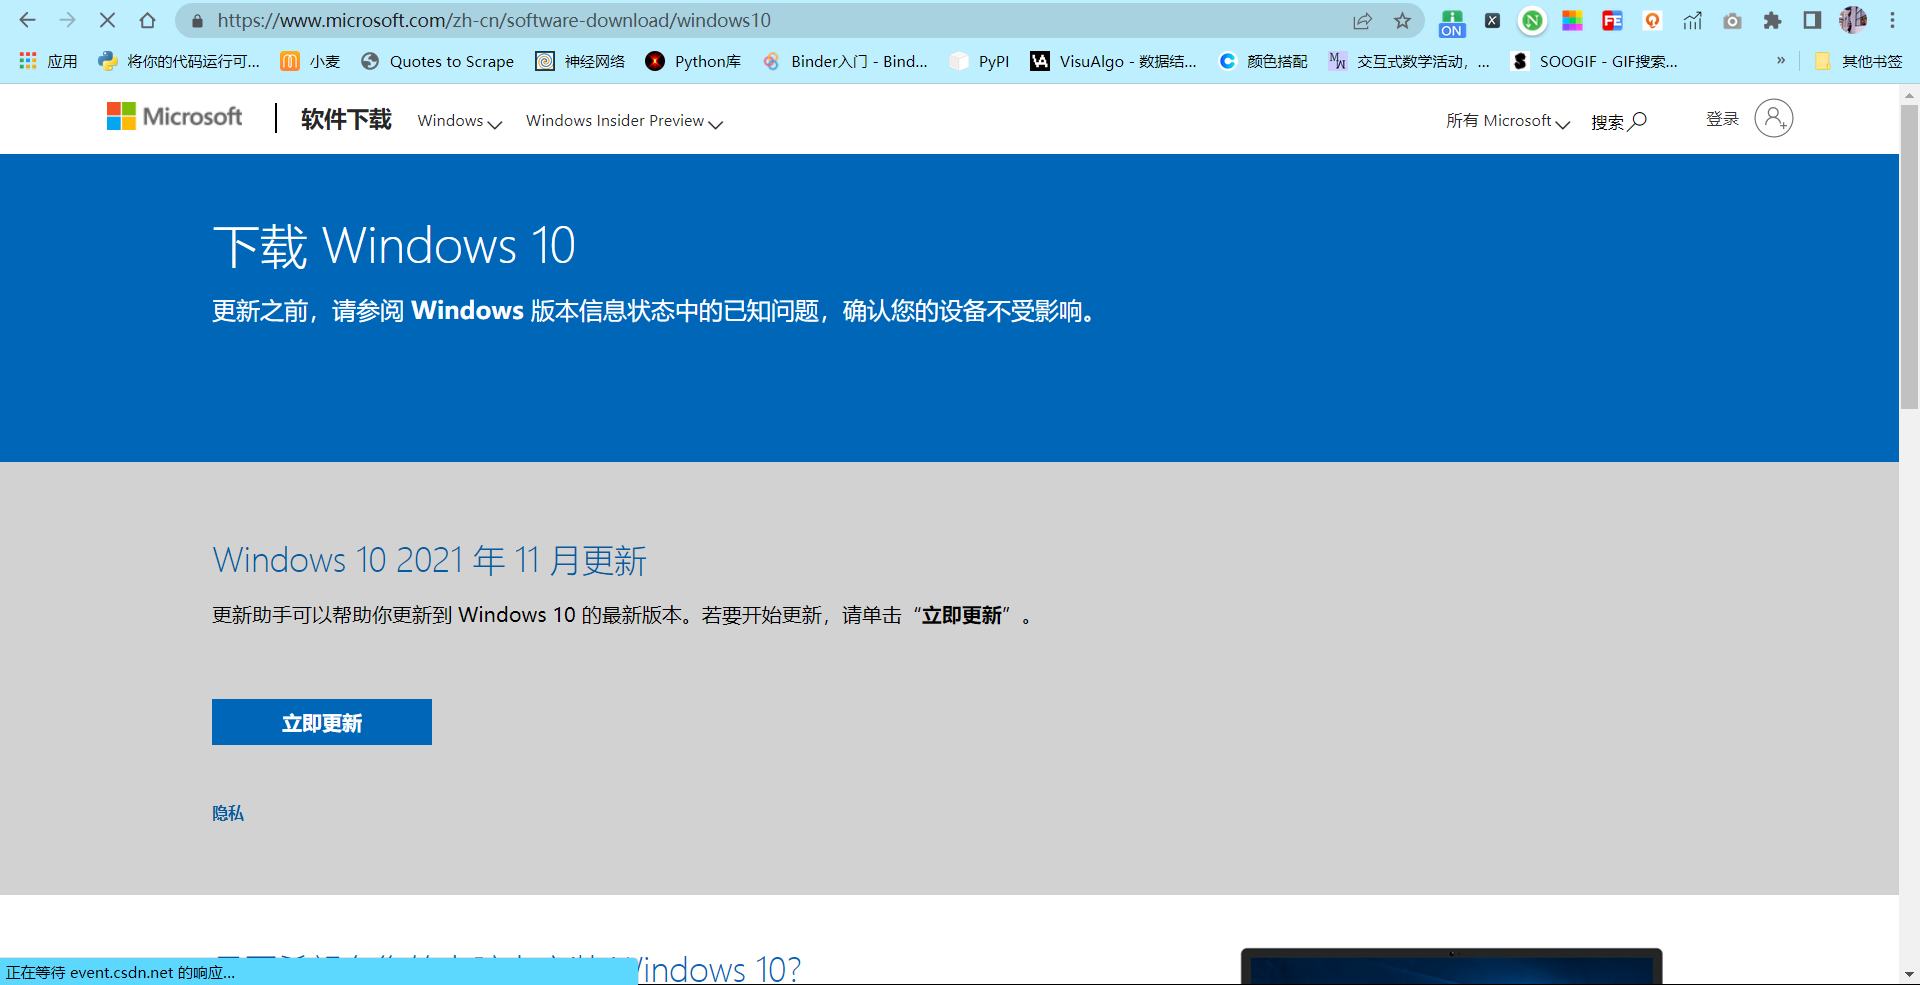 https://www.microsoft.com/zh-cn/software-download/windows10
ON
应用
将你的代码运行可...
小麦
Quotes to Scrape
神经网络
Python库
Binder入门 - Bind...
PyPI
VisuAlgo - 数据结...
颜色搭配
交互式数学活动，...
SOOGIF - GIF搜索...
»
其他书签
Microsoft
软件下载
Windows
Windows Insider Preview
所有 Microsoft
搜索
登录
下载 Windows 10
更新之前，请参阅 Windows 版本信息状态中的已知问题，确认您的设备不受影响。
Windows 10 2021 年 11 月更新
更新助手可以帮助你更新到 Windows 10 的最新版本。若要开始更新，请单击“立即更新”。
立即更新
隐私
Windows 10?
正在等待 event.csdn.net 的响应...